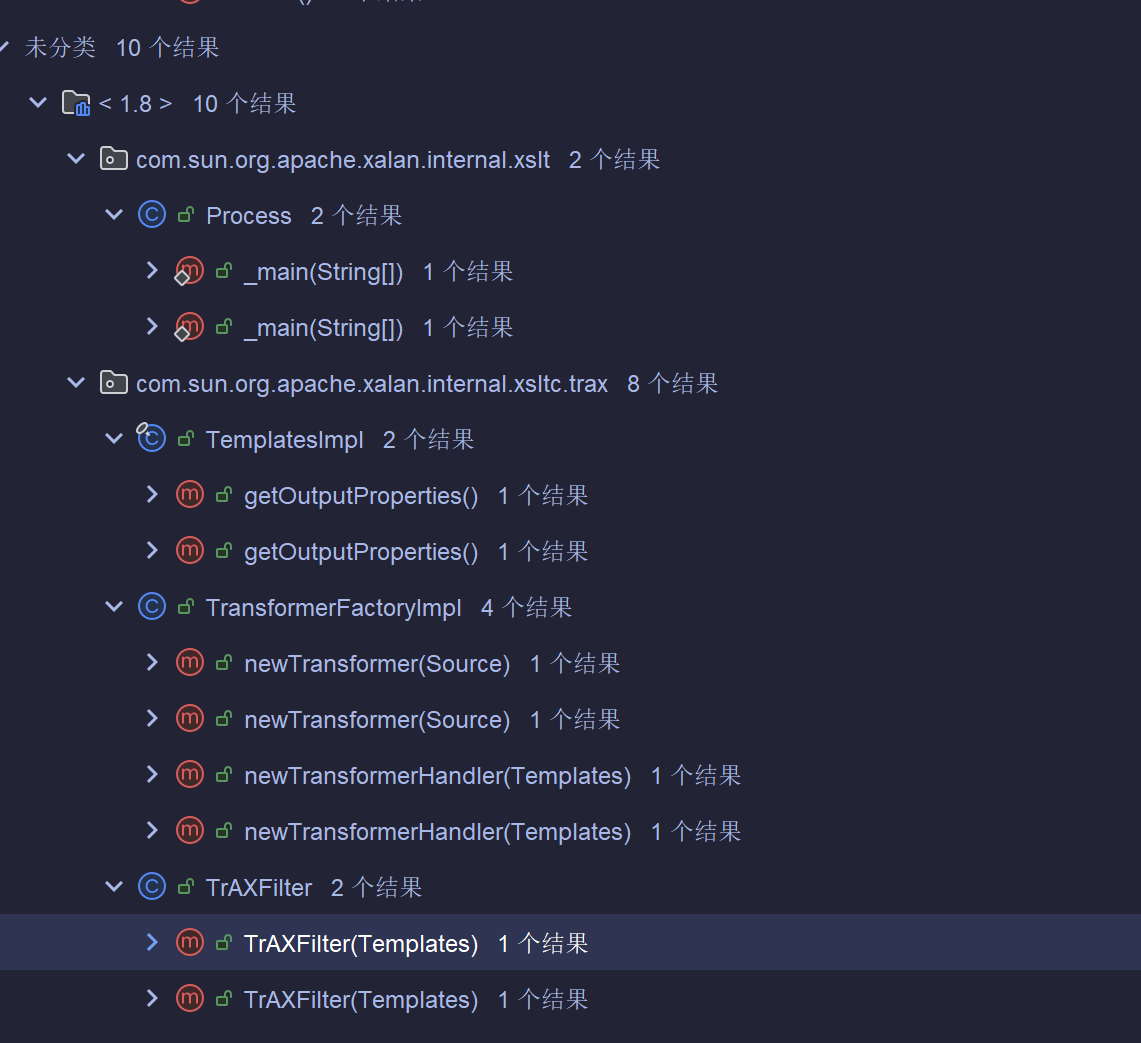 未分类 10 个结果
< 1.8 > 10 个结果
com.sun.org.apache.xalan.internal.xslt 2 个结果
Process 2 个结果
_main(String[]) 1 个结果
_main(String[]) 1 个结果
com.sun.org.apache.xalan.internal.xsltc.trax 8 个结果
TemplatesImpl 2 个结果
getOutputProperties() 1 个结果
getOutputProperties() 1 个结果
TransformerFactoryImpl 4 个结果
newTransformer(Source) 1 个结果
newTransformer(Source) 1 个结果
newTransformerHandler(Templates) 1 个结果
newTransformerHandler(Templates) 1 个结果
TrAXFilter 2 个结果
TrAXFilter(Templates) 1 个结果
TrAXFilter(Templates) 1 个结果